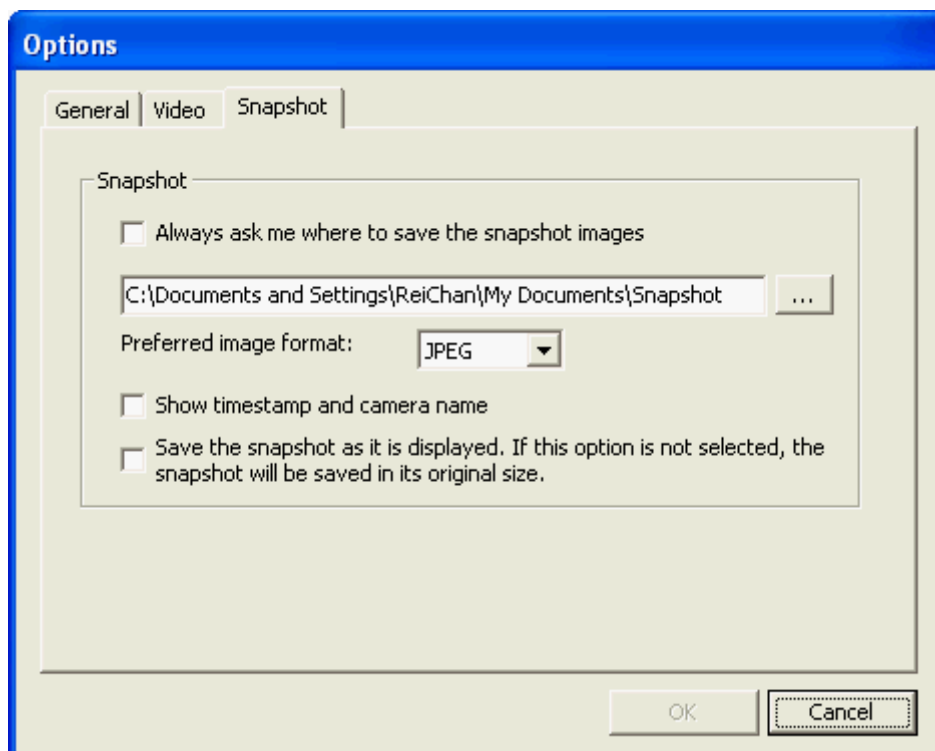 Options
General Video Snapshot
Snapshot
Always ask me where to save the snapshot images
C:\Documents and Settings\ReiChan\My Documents\Snapshot ...
Preferred image format: JPEG
Show timestamp and camera name
Save the snapshot as it is displayed. If this option is not selected, the
snapshot will be saved in its original size.
OK Cancel